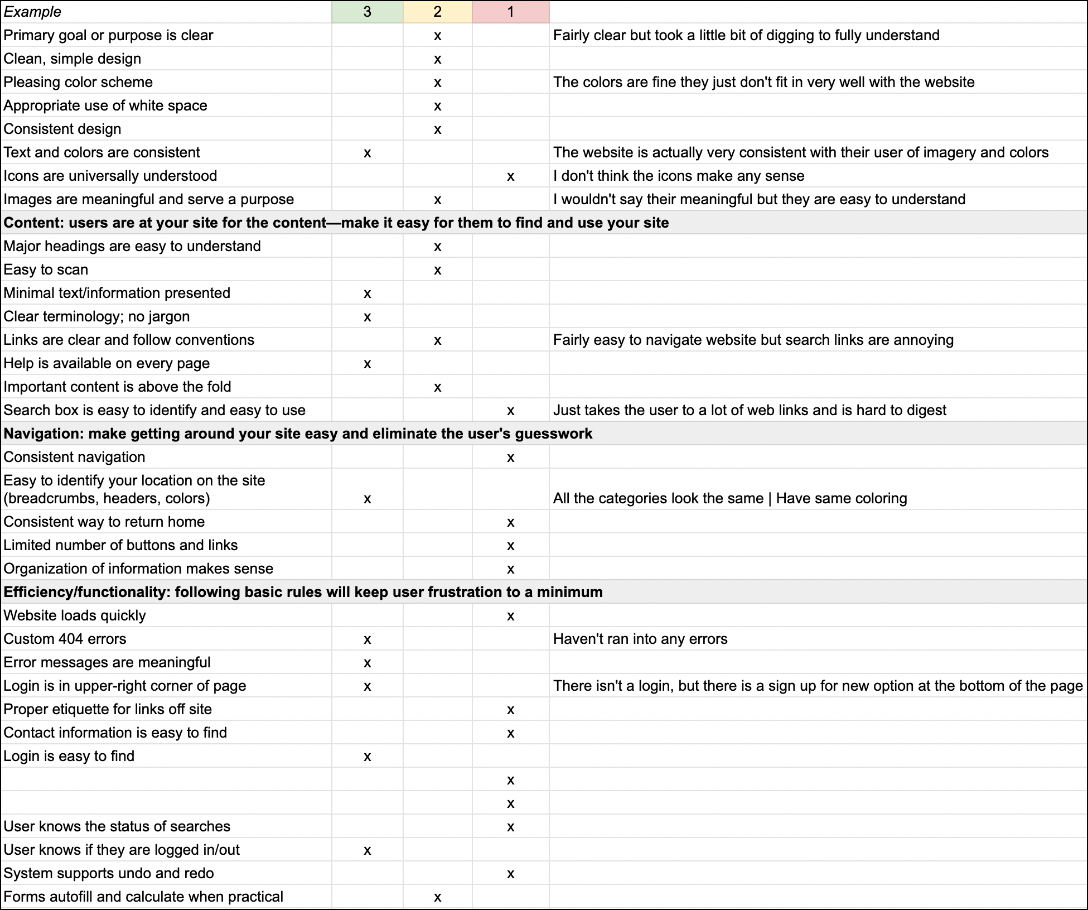 Example 3 2 1
Primary goal or purpose is clear x Fairly clear but took a little bit of digging to fully understand
Clean, simple design x
Pleasing color scheme x The colors are fine they just don't fit in very well with the website
Appropriate use of white space x
Consistent design x
Text and colors are consistent x The website is actually very consistent with their user of imagery and colors
Icons are universally understood x I don't think the icons make any sense
Images are meaningful and serve a purpose x I wouldn't say their meaningful but they are easy to understand
Content: users are at your site for the content—make it easy for them to find and use your site
Major headings are easy to understand x
Easy to scan x
Minimal text/information presented x
Clear terminology; no jargon x
Links are clear and follow conventions x Fairly easy to navigate website but search links are annoying
Help is available on every page x
Important content is above the fold x
Search box is easy to identify and easy to use x Just takes the user to a lot of web links and is hard to digest
Navigation: make getting around your site easy and eliminate the user's guesswork
Consistent navigation x
Easy to identify your location on the site
(breadcrumbs, headers, colors) x All the categories look the same | Have same coloring
Consistent way to return home x
Limited number of buttons and links x
Organization of information makes sense x
Efficiency/functionality: following basic rules will keep user frustration to a minimum
Website loads quickly x
Custom 404 errors x Haven't ran into any errors
Error messages are meaningful x
Login is in upper-right corner of page x There isn't a login, but there is a sign up for new option at the bottom of the page
Proper etiquette for links off site x
Contact information is easy to find x
Login is easy to find x
x
x
User knows the status of searches x
User knows if they are logged in/out x
System supports undo and redo x
Forms autofill and calculate when practical x